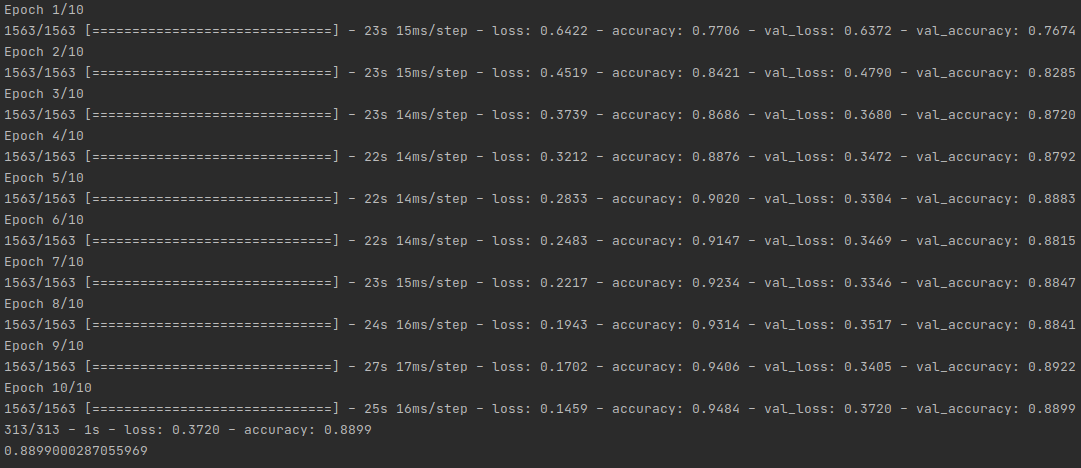 Epoch 1/10
1563/1563 [==============================] - 23s 15ms/step - loss: 0.6422 - accuracy: 0.7706 - val_loss: 0.6372 - val_accuracy: 0.7674
Epoch 2/10
1563/1563 [==============================] - 23s 15ms/step - loss: 0.4519 - accuracy: 0.8421 - val_loss: 0.4790 - val_accuracy: 0.8285
Epoch 3/10
1563/1563 [==============================] - 23s 14ms/step - loss: 0.3739 - accuracy: 0.8686 - val_loss: 0.3680 - val_accuracy: 0.8720
Epoch 4/10
1563/1563 [==============================] - 22s 14ms/step - loss: 0.3212 - accuracy: 0.8876 - val_loss: 0.3472 - val_accuracy: 0.8792
Epoch 5/10
1563/1563 [==============================] - 22s 14ms/step - loss: 0.2833 - accuracy: 0.9020 - val_loss: 0.3304 - val_accuracy: 0.8883
Epoch 6/10
1563/1563 [==============================] - 22s 14ms/step - loss: 0.2483 - accuracy: 0.9147 - val_loss: 0.3469 - val_accuracy: 0.8815
Epoch 7/10
1563/1563 [==============================] - 23s 15ms/step - loss: 0.2217 - accuracy: 0.9234 - val_loss: 0.3346 - val_accuracy: 0.8847
Epoch 8/10
1563/1563 [==============================] - 24s 16ms/step - loss: 0.1943 - accuracy: 0.9314 - val_loss: 0.3517 - val_accuracy: 0.8841
Epoch 9/10
1563/1563 [==============================] - 27s 17ms/step - loss: 0.1702 - accuracy: 0.9406 - val_loss: 0.3405 - val_accuracy: 0.8922
Epoch 10/10
1563/1563 [==============================] - 25s 16ms/step - loss: 0.1459 - accuracy: 0.9484 - val_loss: 0.3720 - val_accuracy: 0.8899
313/313 - 1s - loss: 0.3720 - accuracy: 0.8899
0.8899000287055969